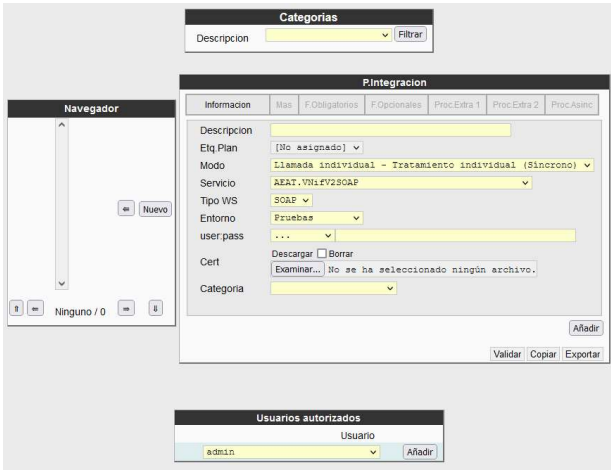 Categorias
Descripcion Filtrar
P.Integracion
Navegador
Informacion Mas F.Obligatorios F.Opcionales Proc.Extra 1 Proc.Extra 2 Proc.Asinc
Descripcion
Etq.Plan [No asignado]
Modo Llamada individual - Tratamiento individual (Síncrono)
Servicio AEAT.VNifV2SOAP
Tipo WS SOAP
⇐ Nuevo
Entorno Pruebas
user:pass ...
Cert Descargar Borrar
Examinar... No se ha seleccionado ningún archivo.
Categoria
⇑ ⇐ Ninguno / 0 ⇒ ⇓
Añadir
Validar Copiar Exportar
Usuarios autorizados
Usuario
admin Añadir